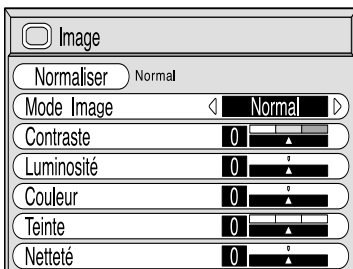 Image
Normaliser Normal
Mode Image Normal
Contraste 0
Luminosité 0
Couleur 0
Teinte 0
Netteté 0